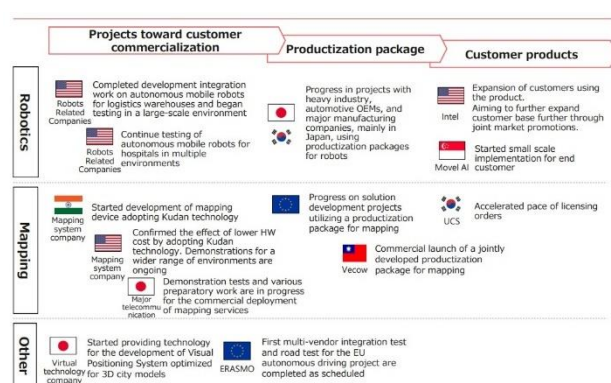 Projects toward customer
commercialization
Productization package
Customer products
Robotics
Robots
Related
Companies
Completed development integration
work on autonomous mobile robots
for logistics warehouses and began
testing in a large-scale environment
Robots
Related
Companies
Continue testing of
autonomous mobile robots for
hospitals in multiple
environments
Progress in projects with
heavy industry,
automotive OEMs, and
major manufacturing
companies, mainly in
Japan, using
productization packages
for robots
Intel
Expansion of customers using
the product.
Aiming to further expand
customer base further through
joint market promotions.
Movel AI
Started small scale
implementation for end
customer
Mapping
Mapping
system
company
Started development of mapping
device adopting Kudan technology
Mapping
system
company
Confirmed the effect of lower HW
cost by adopting Kudan
technology. Demonstrations for a
wider range of environments are
ongoing
Major
telecommu
nication
Demonstration tests and various
preparatory work are in progress
for the commercial deployment
of mapping services
Progress on solution
development projects
utilizing a productization
package for mapping
Vecow
Commercial launch of a jointly
developed productization
package for mapping
UCS
Accelerated pace of licensing
orders
Other
Virtual
technology
company
Started providing technology
for the development of Visual
Positioning System optimized
for 3D city models
ERASMO
First multi-vendor integration test
and road test for the EU
autonomous driving project are
completed as scheduled